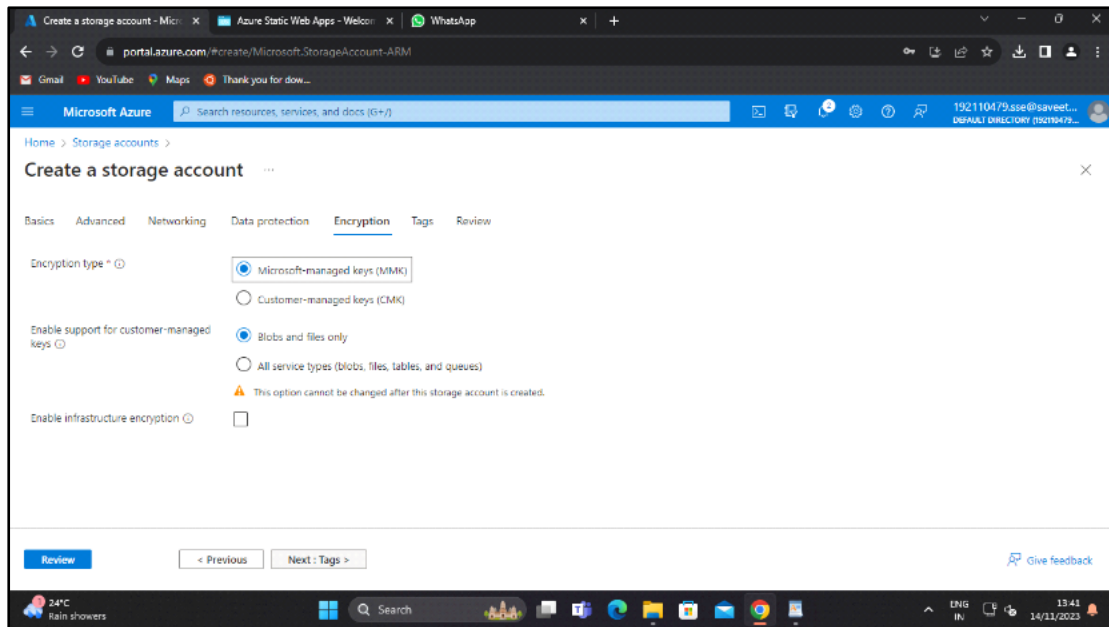 Create a storage account - Micr
Azure Static Web Apps - Welcom
WhatsApp
portal.azure.com/#create/Microsoft.StorageAccount-ARM
Gmail YouTube Maps Thank you for dow...
Microsoft Azure
Search resources, services, and docs (G+/)
2
192110479.sse@saveet...
DEFAULT DIRECTORY (192110479...
Home > Storage accounts >
Create a storage account ...
Basics Advanced Networking Data protection Encryption Tags Review
Encryption type *
Microsoft-managed keys (MMK)
Customer-managed keys (CMK)
Enable support for customer-managed
keys
Blobs and files only
All service types (blobs, files, tables, and queues)
This option cannot be changed after this storage account is created.
Enable infrastructure encryption
Review
< Previous
Next : Tags >
Give feedback
1
24°C
Rain showers
Search
ENG
IN
13:41
14/11/2023